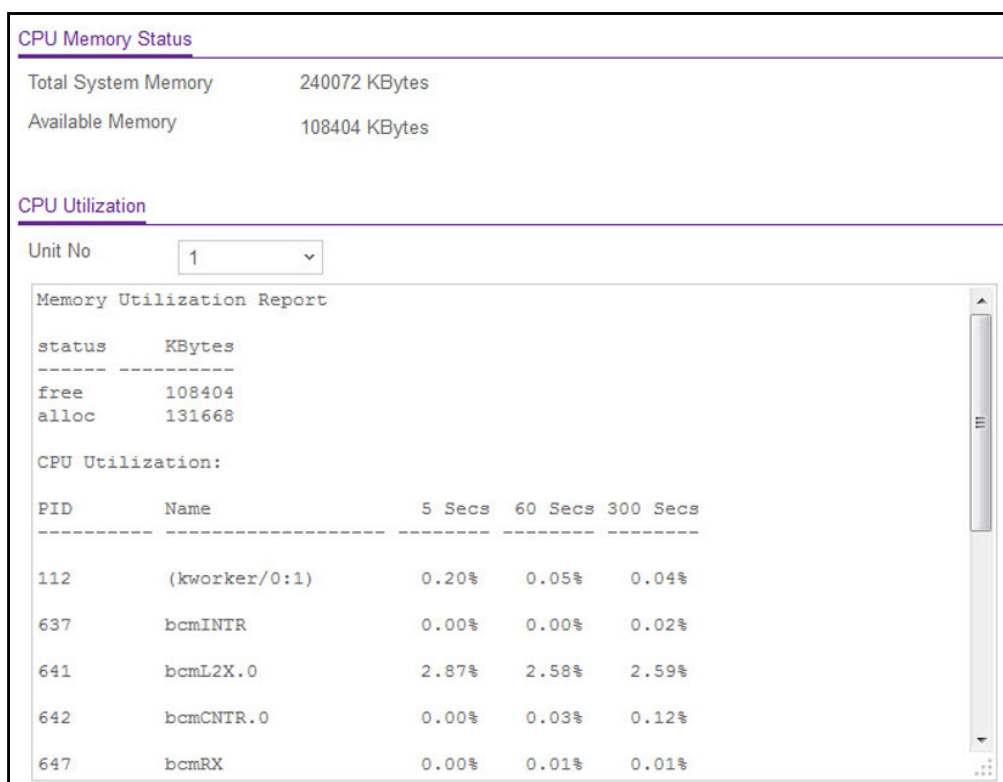 CPU Memory Status
Total System Memory 240072 KBytes
Available Memory 108404 KBytes
CPU Utilization
Unit No 1
Memory Utilization Report
status KBytes
------ ----------
free 108404
alloc 131668
CPU Utilization:
PID Name 5 Secs 60 Secs 300 Secs
---------- ------------------- -------- -------- --------
112 (kworker/0:1) 0.20% 0.05% 0.04%
637 bcmINTR 0.00% 0.00% 0.02%
641 bcmL2X.0 2.87% 2.58% 2.59%
642 bcmCNTR.0 0.00% 0.03% 0.12%
647 bcmRX 0.00% 0.01% 0.01%